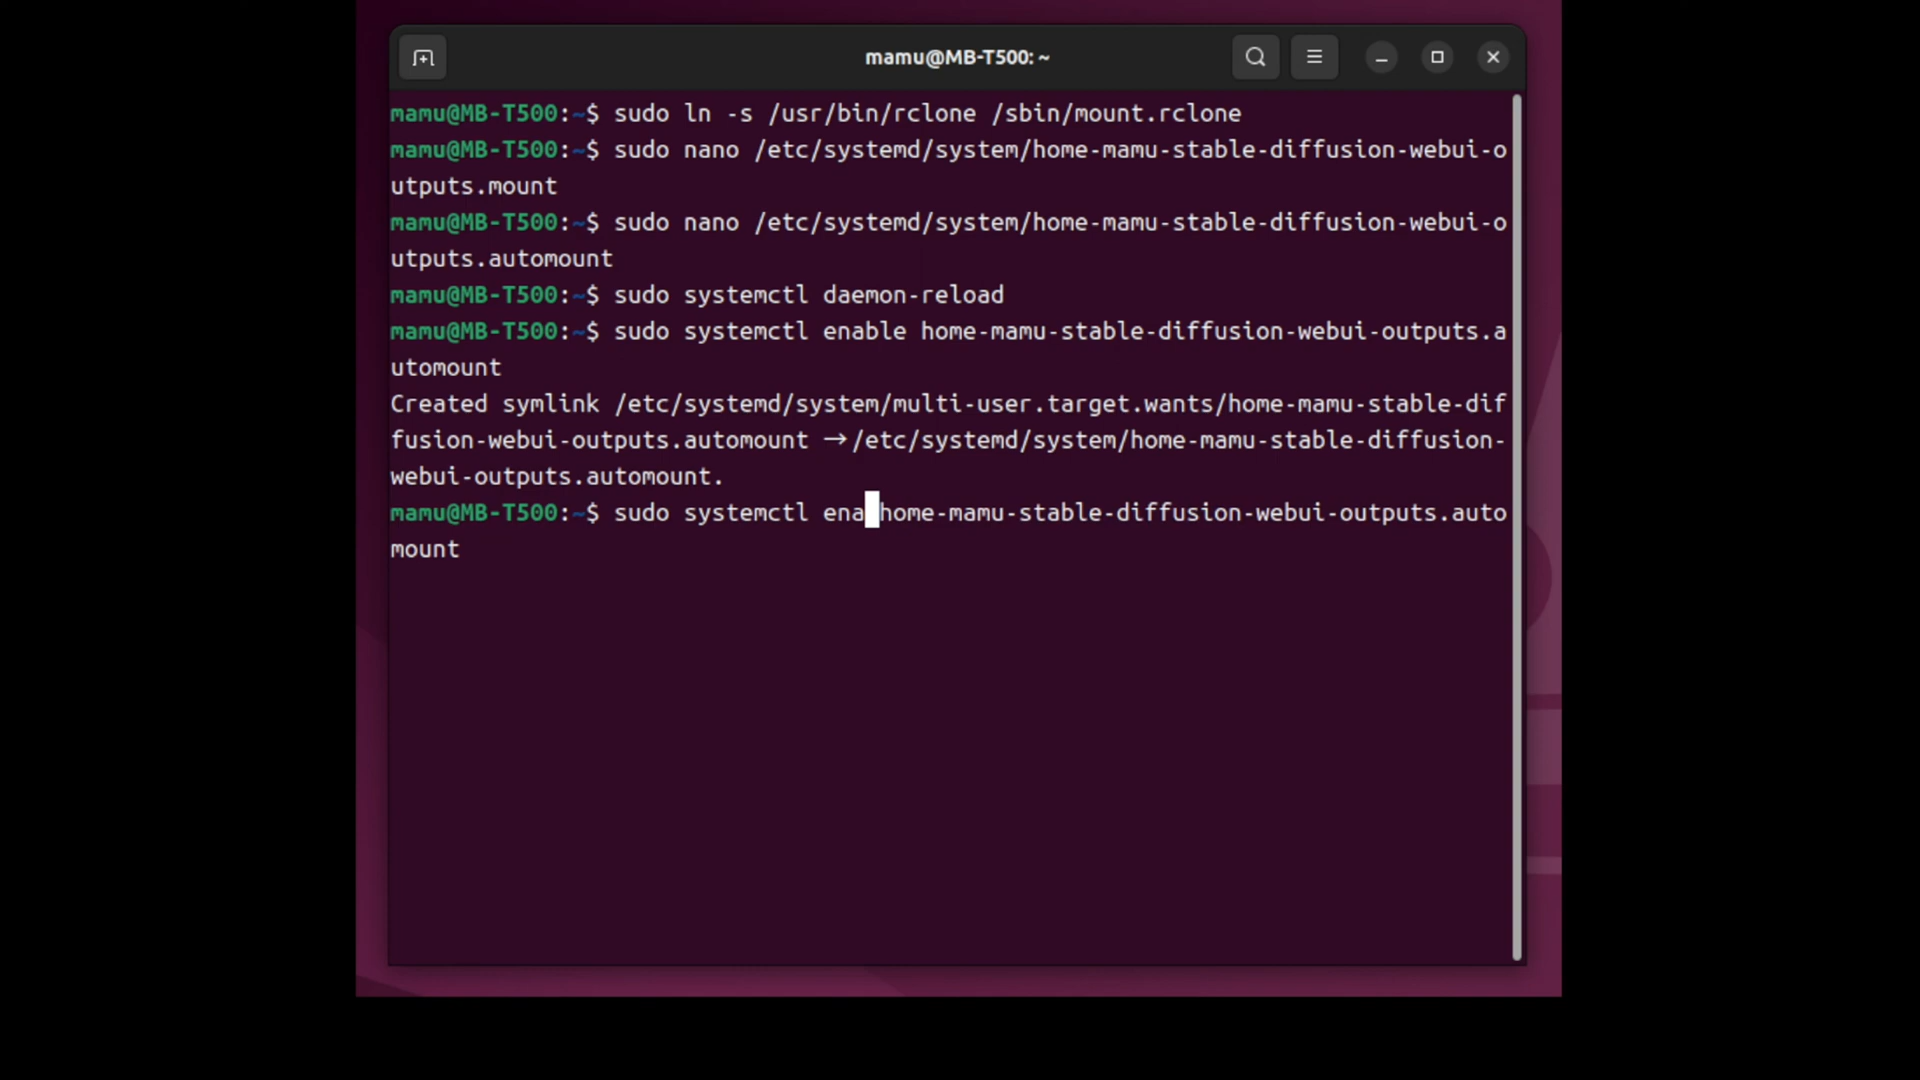 mamu@MB-T500: ~
mamu@MB-T500:~$ sudo ln -s /usr/bin/rclone /sbin/mount.rclone
mamu@MB-T500:~$ sudo nano /etc/systemd/system/home-mamu-stable-diffusion-webui-o
utputs.mount
mamu@MB-T500:~$ sudo nano /etc/systemd/system/home-mamu-stable-diffusion-webui-o
utputs.automount
mamu@MB-T500:~$ sudo systemctl daemon-reload
mamu@MB-T500:~$ sudo systemctl enable home-mamu-stable-diffusion-webui-outputs.a
utomount
Created symlink /etc/systemd/system/multi-user.target.wants/home-mamu-stable-dif
fusion-webui-outputs.automount → /etc/systemd/system/home-mamu-stable-diffusion-
webui-outputs.automount.
mamu@MB-T500:~$ sudo systemctl ena home-mamu-stable-diffusion-webui-outputs.auto
mount